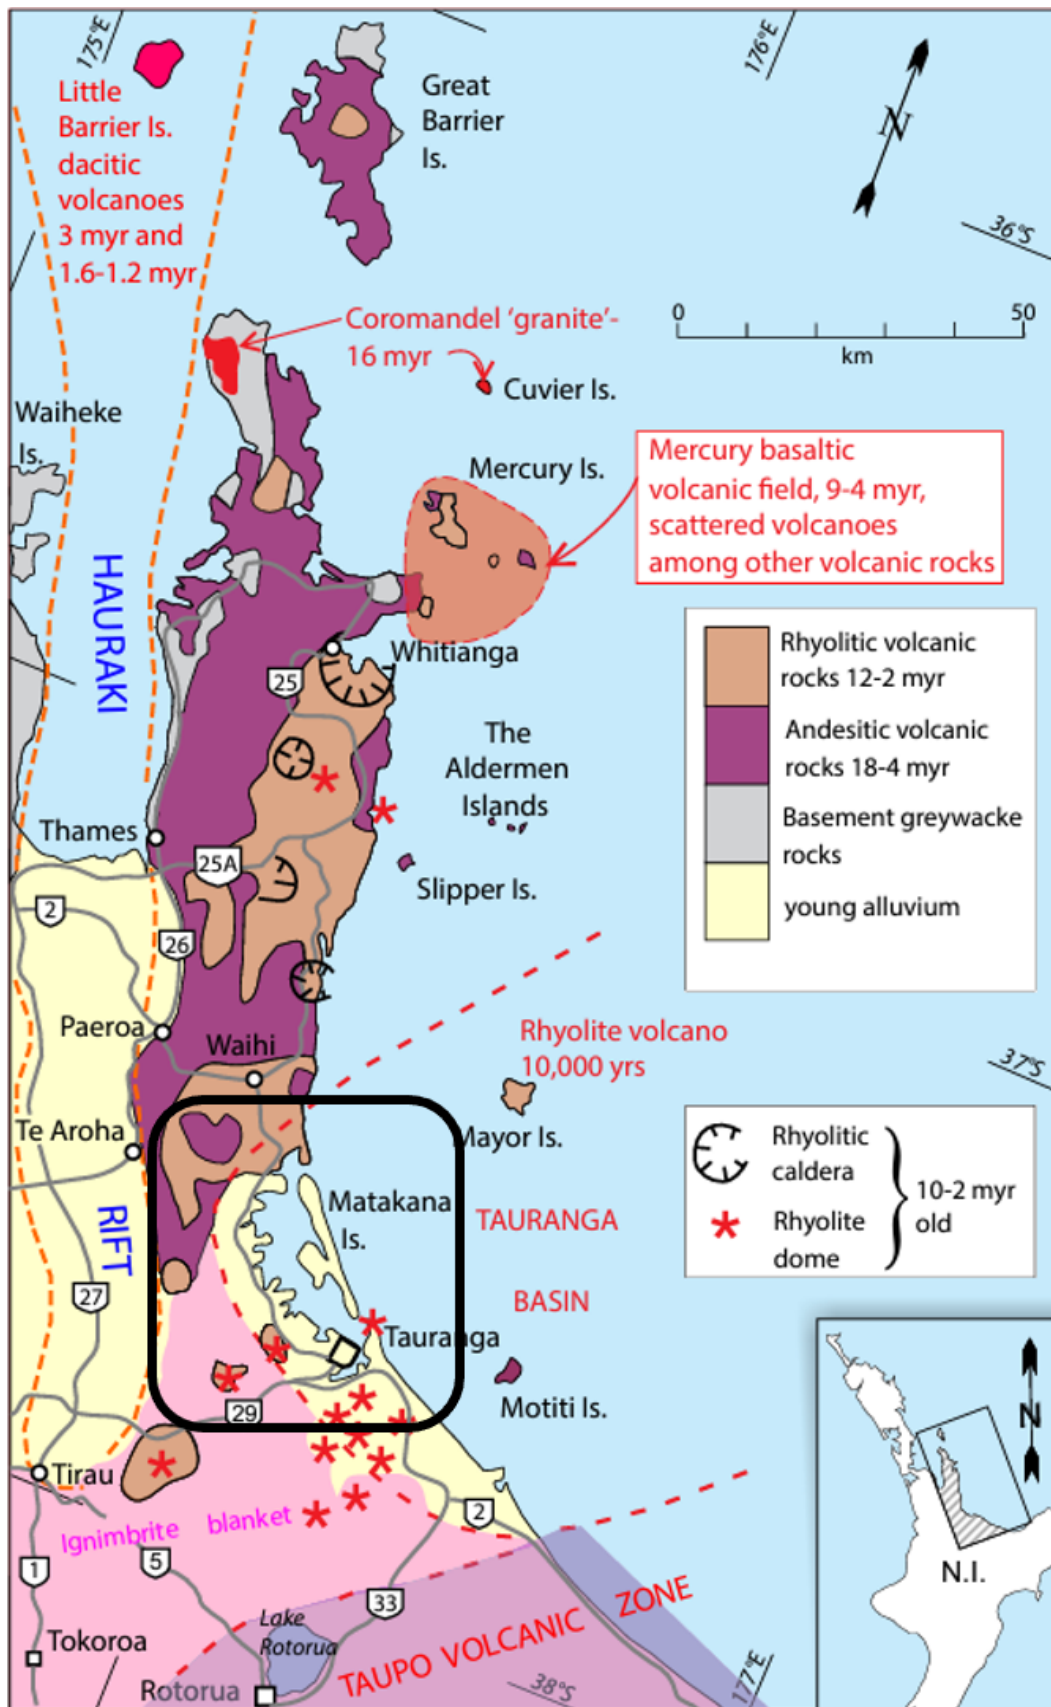 175°E
176°E
Little
Barrier Is.
dacitic
volcanoes
3 myr and
1.6-1.2 myr
Great
Barrier
Is.
N
36°S
0
50
km
Coromandel ‘granite’-
16 myr
Cuvier Is.
Waiheke
Is.
Mercury Is.
Mercury basaltic
volcanic field, 9-4 myr,
scattered volcanoes
among other volcanic rocks
HAURAKI
Whitianga
25
Rhyolitic volcanic
rocks 12-2 myr
Andesitic volcanic
rocks 18-4 myr
Basement greywacke
rocks
young alluvium
The
Aldermen
Islands
Thames
25A
Slipper Is.
2
26
Paeroa
Waihi
Rhyolite volcano
10,000 yrs
37°S
Te Aroha
Mayor Is.
Rhyolitic
caldera
Rhyolite
dome
10-2 myr
old
Matakana
Is.
TAURANGA
BASIN
RIFT
27
Tauranga
29
Motiti Is.
Tirau
Ignimbrite blanket
2
N
N.I.
1
5
33
Lake
Rotorua
TAUPO VOLCANIC ZONE
Tokoroa
Rotorua
38°S
177°E